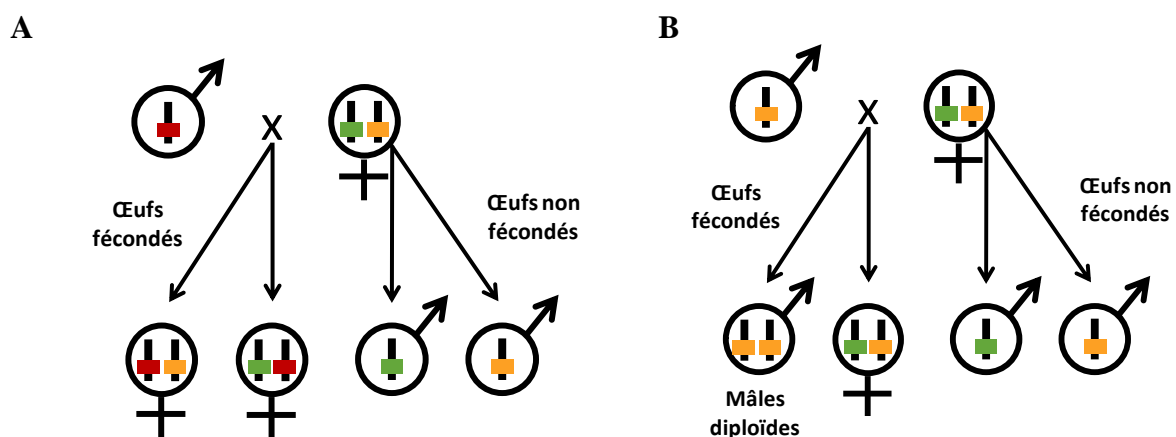 A
X
Œufs
fécondés
Œufs non
fécondés
B
X
Œufs
fécondés
Œufs non
fécondés
Mâles
diploïdes